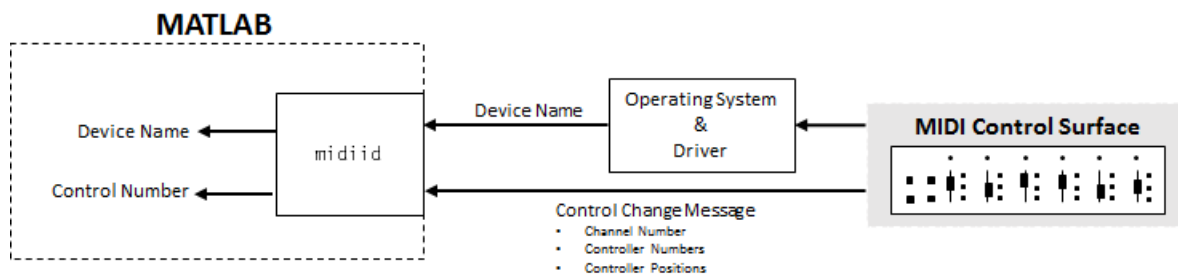 MATLAB
Device Name
Control Number
midiid
Device Name
Operating System
&
Driver
MIDI Control Surface
Control Change Message
• Channel Number
• Controller Numbers
• Controller Positions